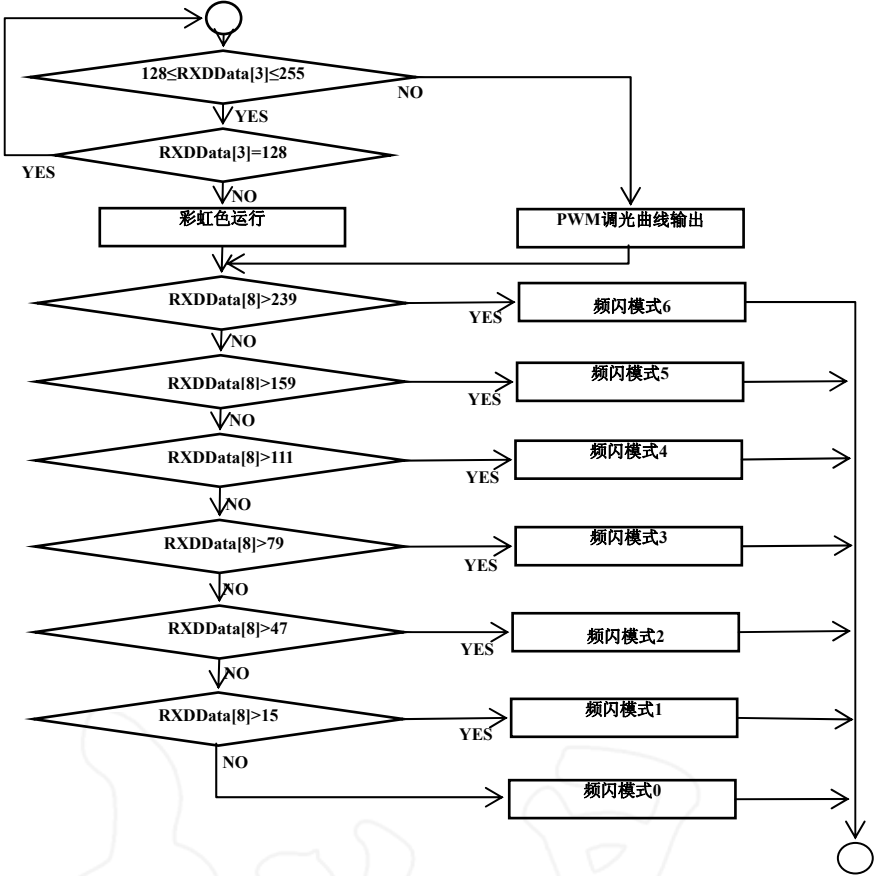 128≤RXDData[3]≤255
NO
YES
RXDData[3]=128
YES
NO
彩虹色运行
PWM调光曲线输出
RXDData[8]>239
YES
频闪模式6
NO
RXDData[8]>159
YES
频闪模式5
NO
RXDData[8]>111
YES
频闪模式4
NO
RXDData[8]>79
YES
频闪模式3
NO
RXDData[8]>47
YES
频闪模式2
NO
RXDData[8]>15
YES
频闪模式1
NO
频闪模式0